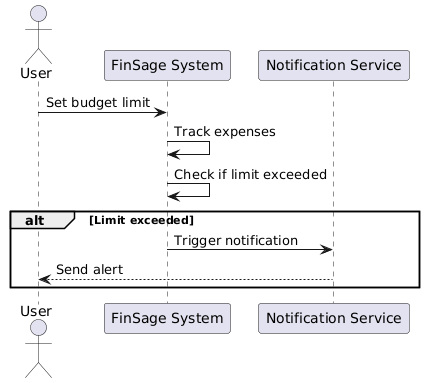 User
FinSage System
Notification Service
Set budget limit
Track expenses
Check if limit exceeded
alt
[Limit exceeded]
Trigger notification
Send alert
User
FinSage System
Notification Service